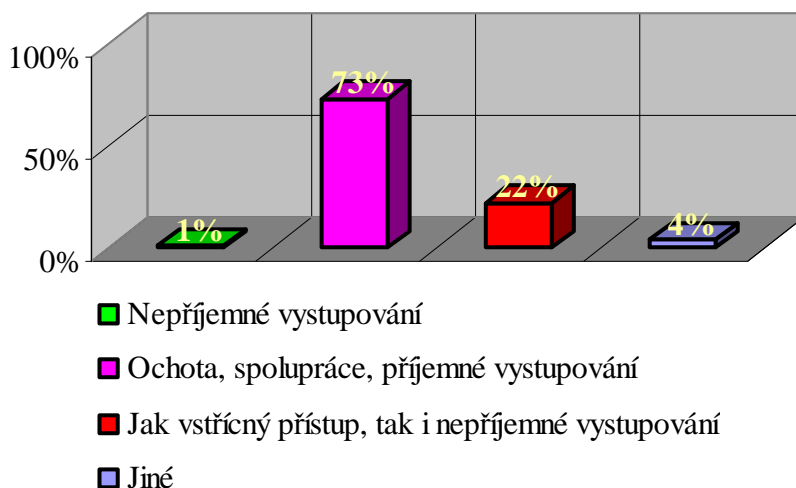 100%
73%
50%
22%
1%
4%
0%
Nepříjemné vystupování
Ochota, spolupráce, příjemné vystupování
Jak vstřícný přístup, tak i nepříjemné vystupování
Jiné